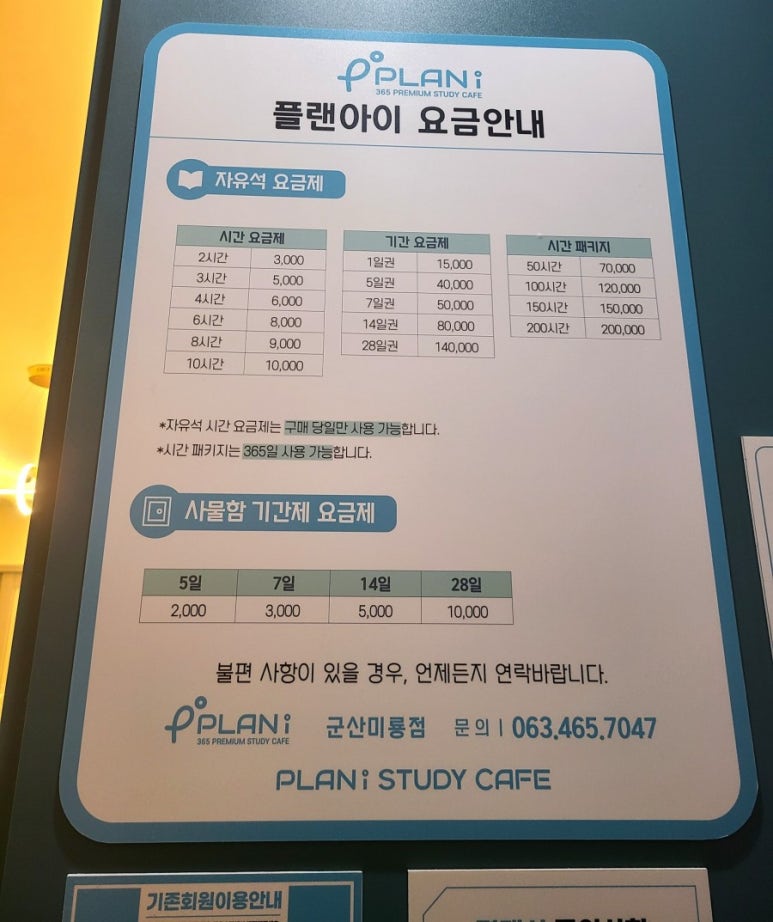 PLANi
365 PREMIUM STUDY CAFE
플랜아이 요금안내
자유석 요금제
시간 요금제
2시간 3,000
3시간 5,000
4시간 6,000
6시간 8,000
8시간 9,000
10시간 10,000
기간 요금제
1일권 15,000
5일권 40,000
7일권 50,000
14일권 80,000
28일권 140,000
시간 패키지
50시간 70,000
100시간 120,000
150시간 150,000
200시간 200,000
*자유석 시간 요금제는 구매 당일만 사용 가능합니다.
*시간 패키지는 365일 사용 가능합니다.
사물함 기간제 요금제
5일 7일 14일 28일
2,000 3,000 5,000 10,000
불편 사항이 있을 경우, 언제든지 연락바랍니다.
PLANi 군산미룡점 문의 | 063.465.7047
365 PREMIUM STUDY CAFE
PLANi STUDY CAFE
기존회원이용안내